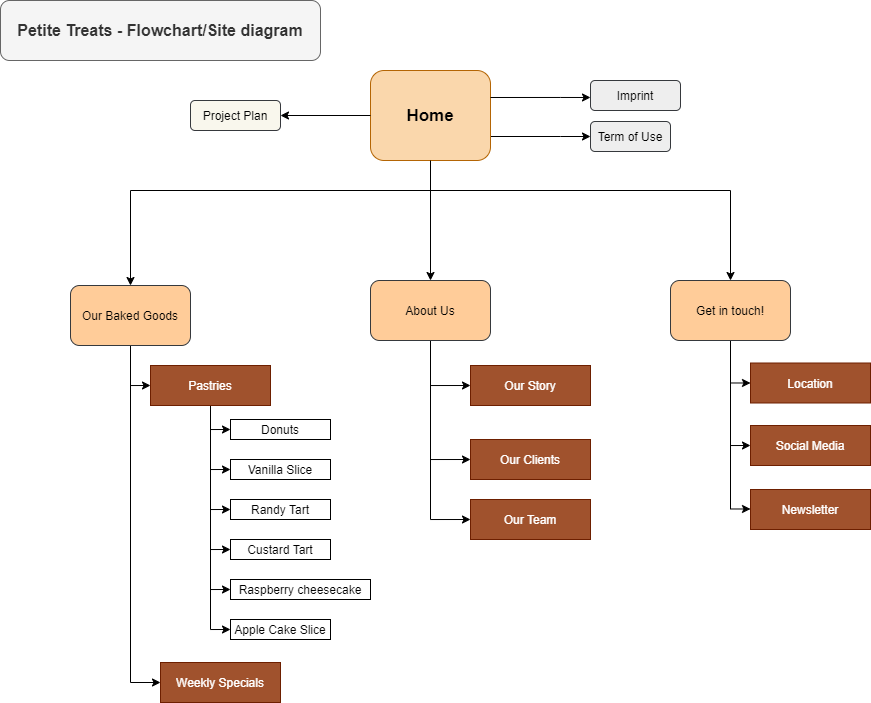 Petite Treats - Flowchart/Site diagram
Home
Project Plan
Imprint
Term of Use
Our Baked Goods
About Us
Get in touch!
Pastries
Donuts
Vanilla Slice
Randy Tart
Custard Tart
Raspberry cheesecake
Apple Cake Slice
Weekly Specials
Our Story
Our Clients
Our Team
Location
Social Media
Newsletter